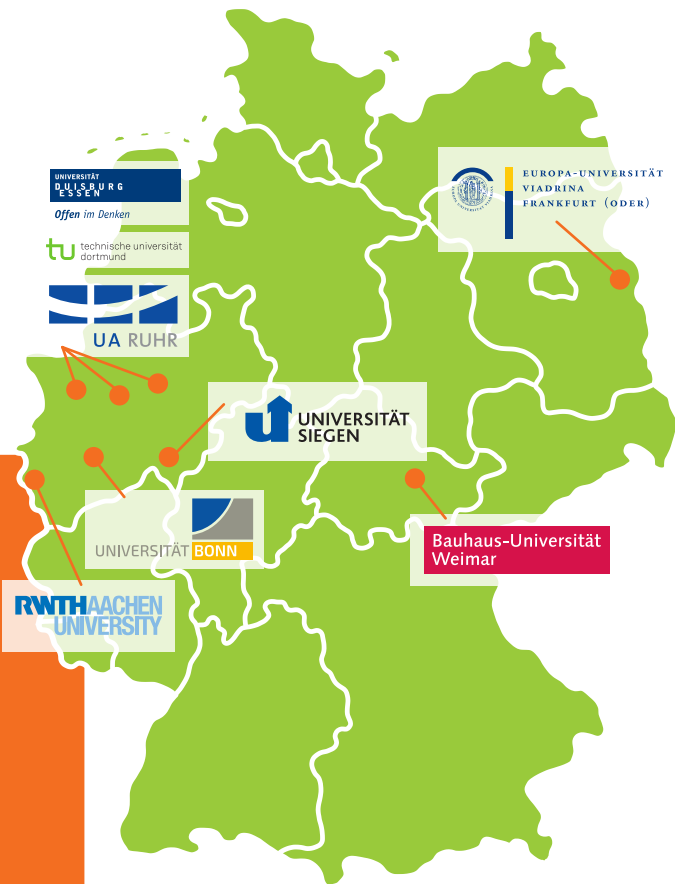 UNIVERSITÄT
DUISBURG
ESSEN
Offen im Denken
tu technische universität
dortmund
UA RUHR
EUROPA-UNIVERSITÄT
VIADRINA
FRANKFURT (ODER)
UNIVERSITÄT
SIEGEN
UNIVERSITÄT BONN
Bauhaus-Universität
Weimar
RWTHAACHEN
UNIVERSITY